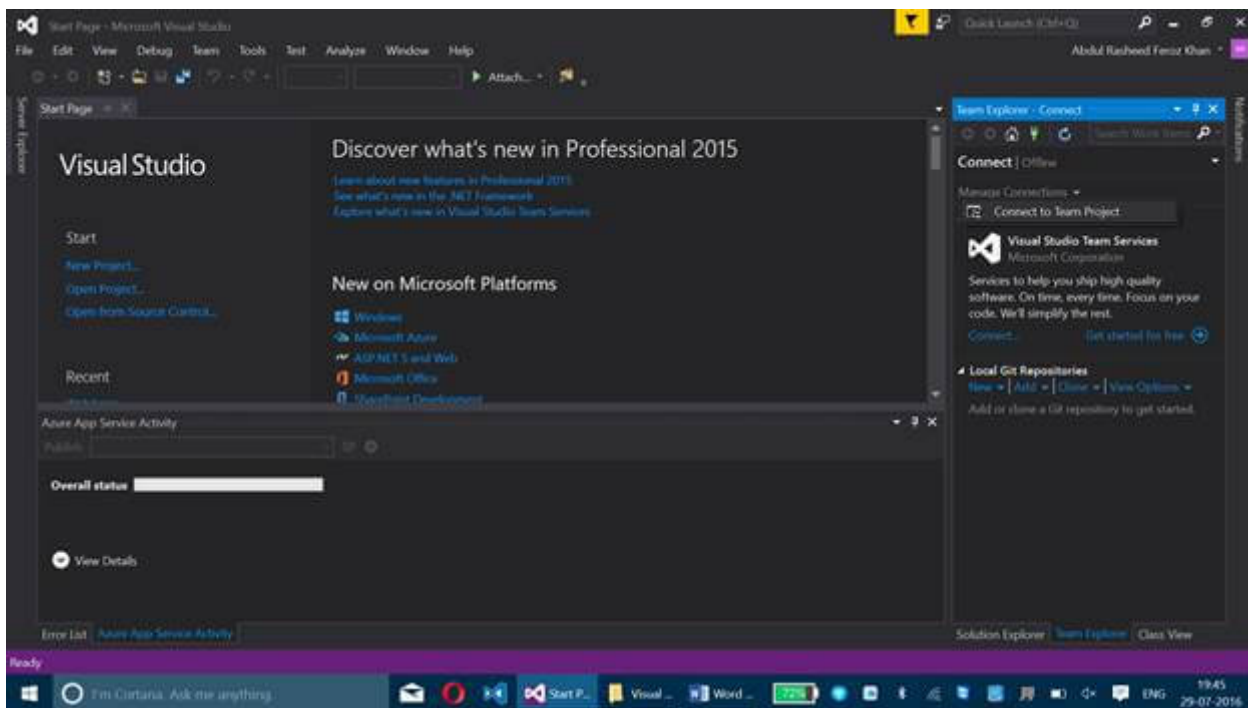 Start Page - Microsoft Visual Studio
Quick Launch (Ctrl+Q)
File Edit View Debug Team Tools Test Analyze Window Help
Abdul Rasheed Feroz Khan
Attach...
Server Explorer
Start Page
Visual Studio
Start
New Project...
Open Project...
Open from Source Control...
Recent
Discover what's new in Professional 2015
Learn about new features in Professional 2015
See what's new in the .NET Framework
Explore what's new in Visual Studio Team Services
New on Microsoft Platforms
Windows
Microsoft Azure
ASP.NET 5 and Web
Microsoft Office
SharePoint Development
Team Explorer - Connect
Search Work Items
Connect | Offline
Manage Connections
Connect to Team Project
Visual Studio Team Services
Microsoft Corporation
Services to help you ship high quality
software. On time, every time. Focus on your
code. We'll simplify the rest.
Connect... Get started for free
Local Git Repositories
New | Add | Clone | View Options
Add or clone a Git repository to get started.
Notifications
Azure App Service Activity
Publish:
Overall status
View Details
Error List Azure App Service Activity
Solution Explorer Team Explorer Class View
Ready
I'm Cortana. Ask me anything.
Start P...
Visual ...
Word ...
72%
ENG
19:45
29-07-2016